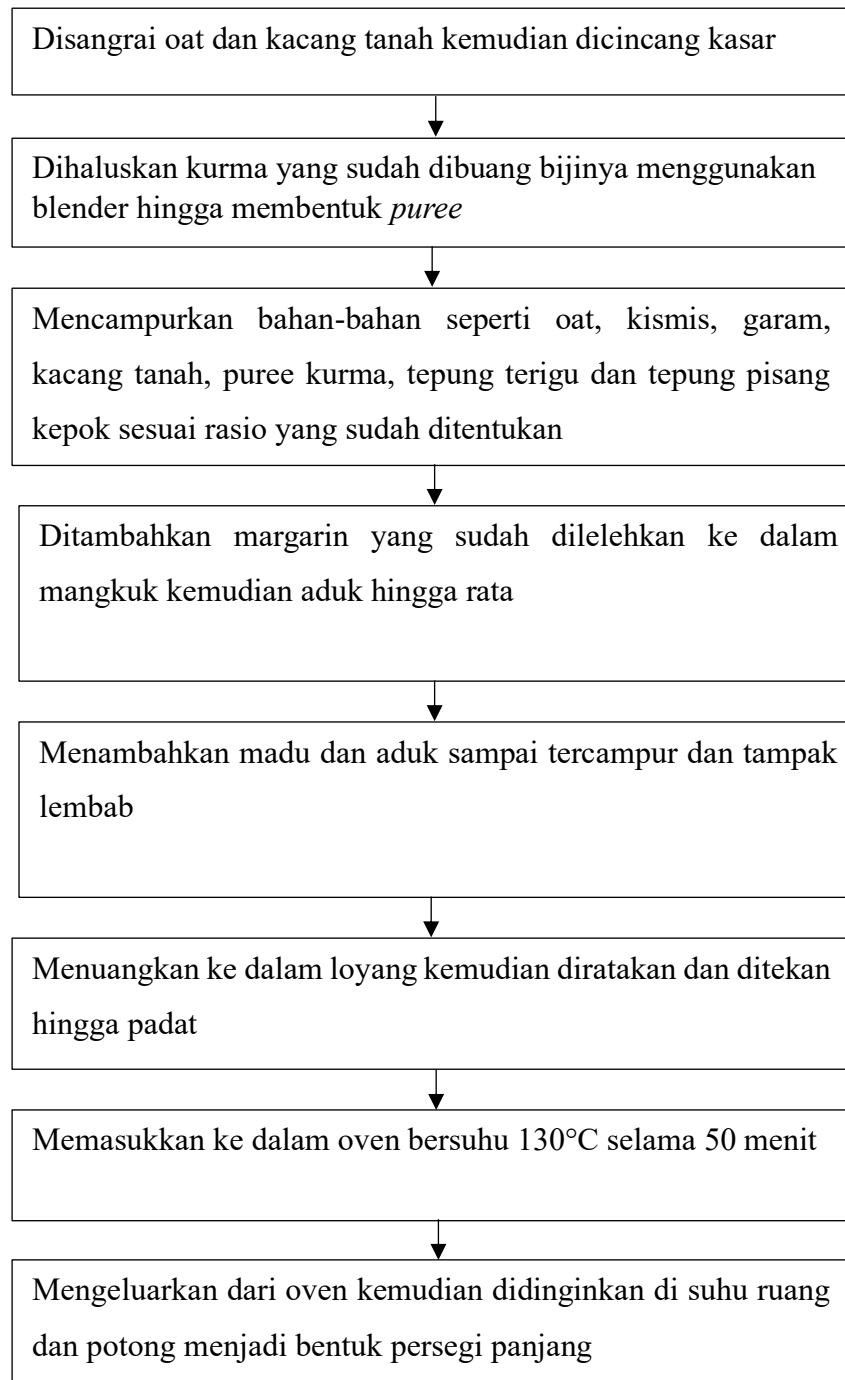 Disangrai oat dan kacang tanah kemudian dicincang kasar
Dihaluskan kurma yang sudah dibuang bijinya menggunakan
blender hingga membentuk puree
Mencampurkan bahan-bahan seperti oat, kismis, garam,
kacang tanah, puree kurma, tepung terigu dan tepung pisang
kepok sesuai rasio yang sudah ditentukan
Ditambahkan margarin yang sudah dilelehkan ke dalam
mangkuk kemudian aduk hingga rata
Menambahkan madu dan aduk sampai tercampur dan tampak
lembab
Menuangkan ke dalam loyang kemudian diratakan dan ditekan
hingga padat
Memasukkan ke dalam oven bersuhu 130°C selama 50 menit
Mengeluarkan dari oven kemudian didinginkan di suhu ruang
dan potong menjadi bentuk persegi panjang